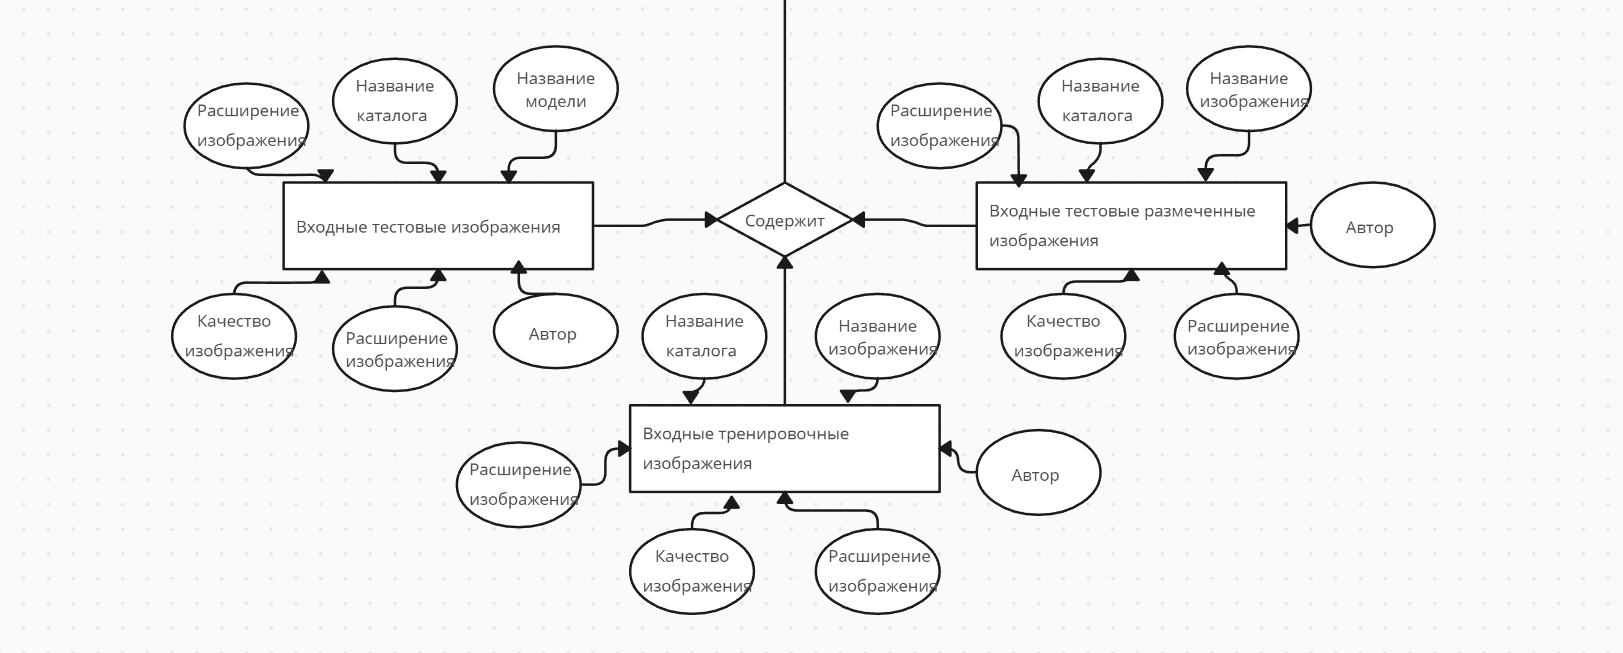 Расширение
изображения
Название
каталога
Название
модели
Расширение
изображения
Название
каталога
Название
изображения
Входные тестовые изображения
Содержит
Входные тестовые размеченные
изображения
Автор
Качество
изображения
Расширение
изображения
Автор
Название
каталога
Название
изображения
Качество
изображения
Расширение
изображения
Входные тренировочные
изображения
Расширение
изображения
Автор
Качество
изображения
Расширение
изображения